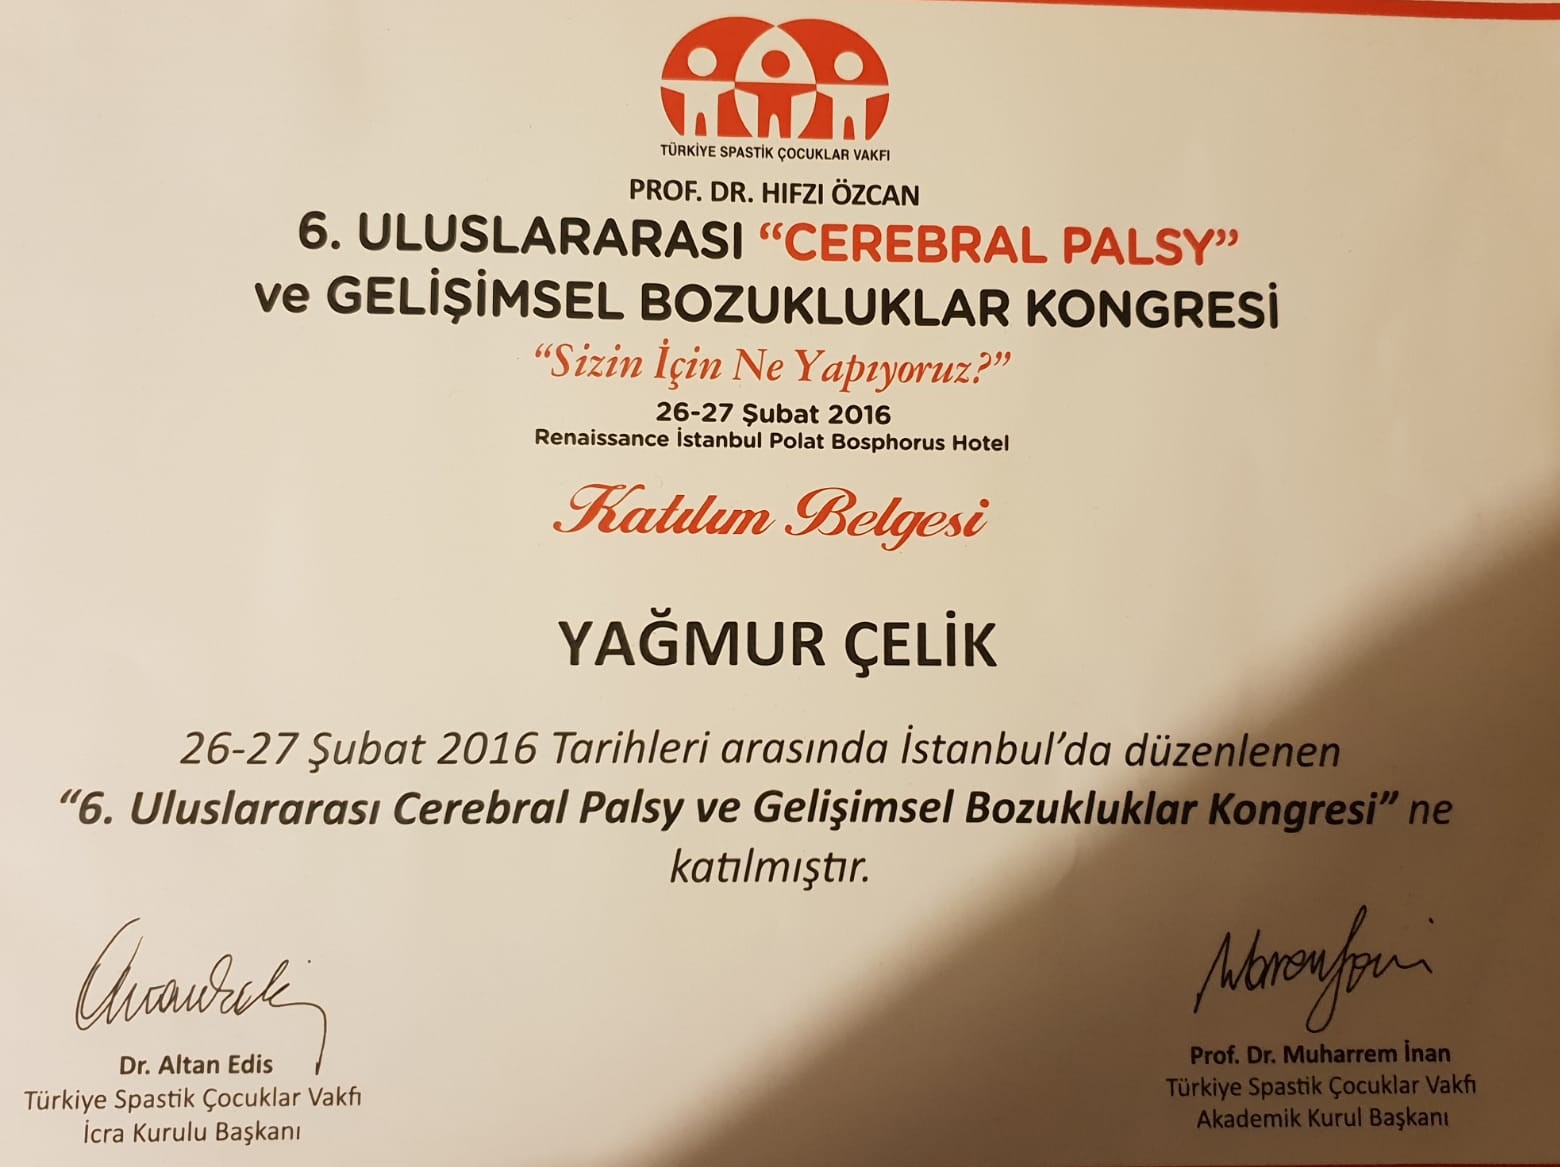 TÜRKİYE SPASTİK ÇOCUKLAR VAKFI
PROF. DR. HIFZI ÖZCAN
6. ULUSLARARASI “CEREBRAL PALSY”
ve GELİŞİMSEL BOZUKLUKLAR KONGRESİ
“Sizin İçin Ne Yapıyoruz?”
26-27 Şubat 2016
Renaissance İstanbul Polat Bosphorus Hotel
Katılım Belgesi
YAĞMUR ÇELİK
26-27 Şubat 2016 Tarihleri arasında İstanbul’da düzenlenen
“6. Uluslararası Cerebral Palsy ve Gelişimsel Bozukluklar Kongresi” ne
katılmıştır.
Dr. Altan Edis
Türkiye Spastik Çocuklar Vakfı
İcra Kurulu Başkanı
Prof. Dr. Muharrem İnan
Türkiye Spastik Çocuklar Vakfı
Akademik Kurul Başkanı